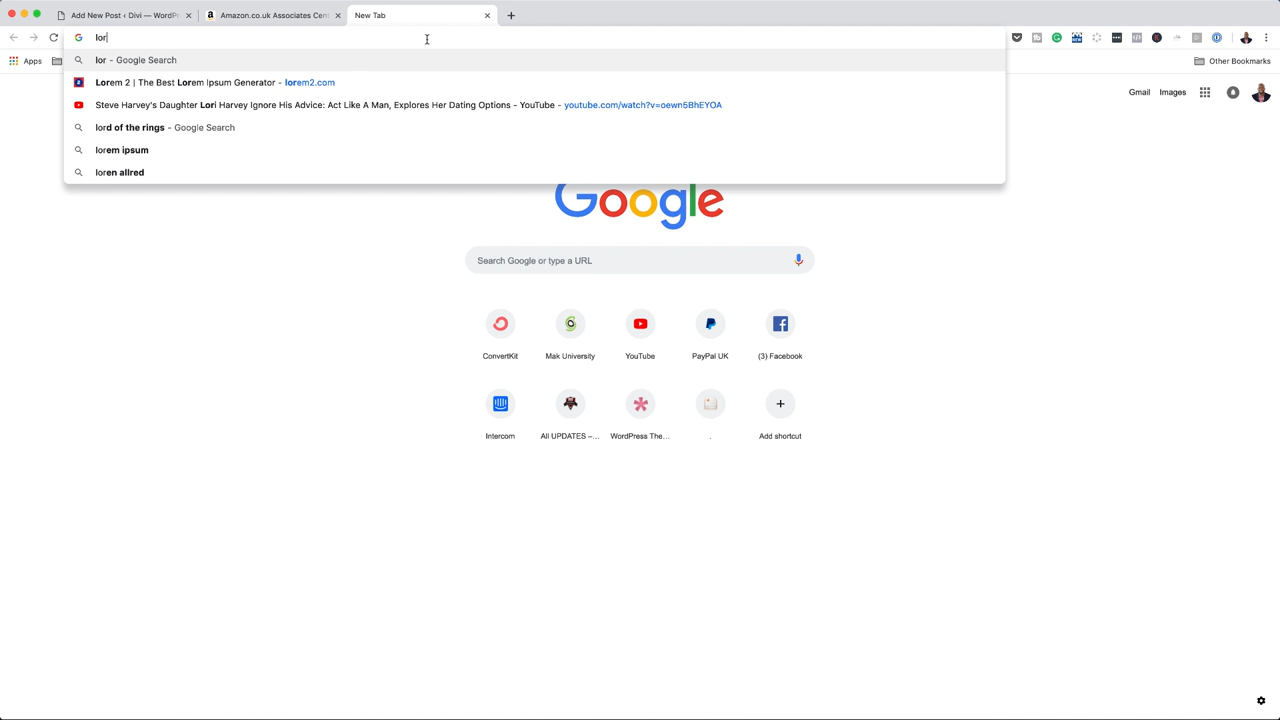 Add New Post ‹ Divi — WordPr
Amazon.co.uk Associates Cent
New Tab
lor
lor - Google Search
Lorem 2 | The Best Lorem Ipsum Generator - lorem2.com
Steve Harvey's Daughter Lori Harvey Ignore His Advice: Act Like A Man, Explores Her Dating Options - YouTube - youtube.com/watch?v=oewn5BhEYOA
lord of the rings - Google Search
lorem ipsum
loren allred
Apps
Other Bookmarks
Gmail Images
Google
Search Google or type a URL
ConvertKit
Mak University
YouTube
PayPal UK
(3) Facebook
Intercom
All UPDATES –...
WordPress The...
.
Add shortcut